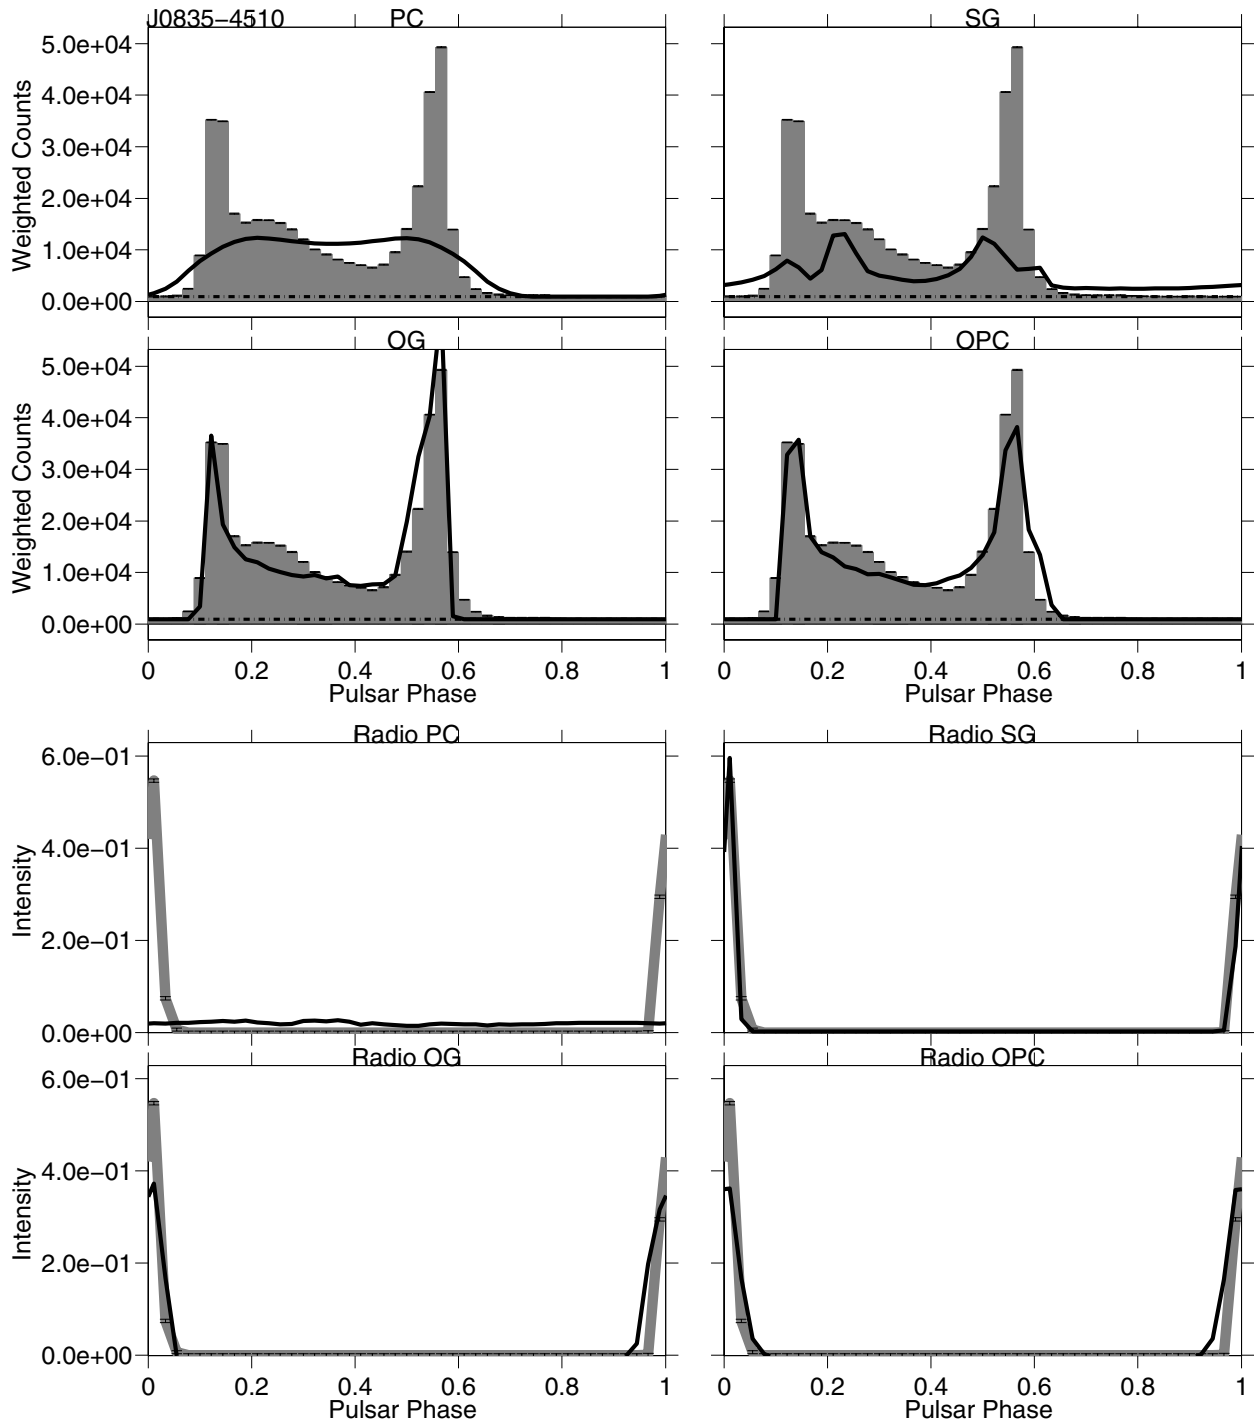 J0835−4510 PC SG
5.0e+04
4.0e+04
3.0e+04
2.0e+04
1.0e+04
0.0e+00
Weighted Counts
OG OPC
5.0e+04
4.0e+04
3.0e+04
2.0e+04
1.0e+04
0.0e+00
Weighted Counts
0 0.2 0.4 0.6 0.8 1 0 0.2 0.4 0.6 0.8 1
Pulsar Phase Pulsar Phase
Radio PC Radio SG
6.0e−01
4.0e−01
2.0e−01
0.0e+00
Intensity
Radio OG Radio OPC
6.0e−01
4.0e−01
2.0e−01
0.0e+00
Intensity
0 0.2 0.4 0.6 0.8 1 0 0.2 0.4 0.6 0.8 1
Pulsar Phase Pulsar Phase